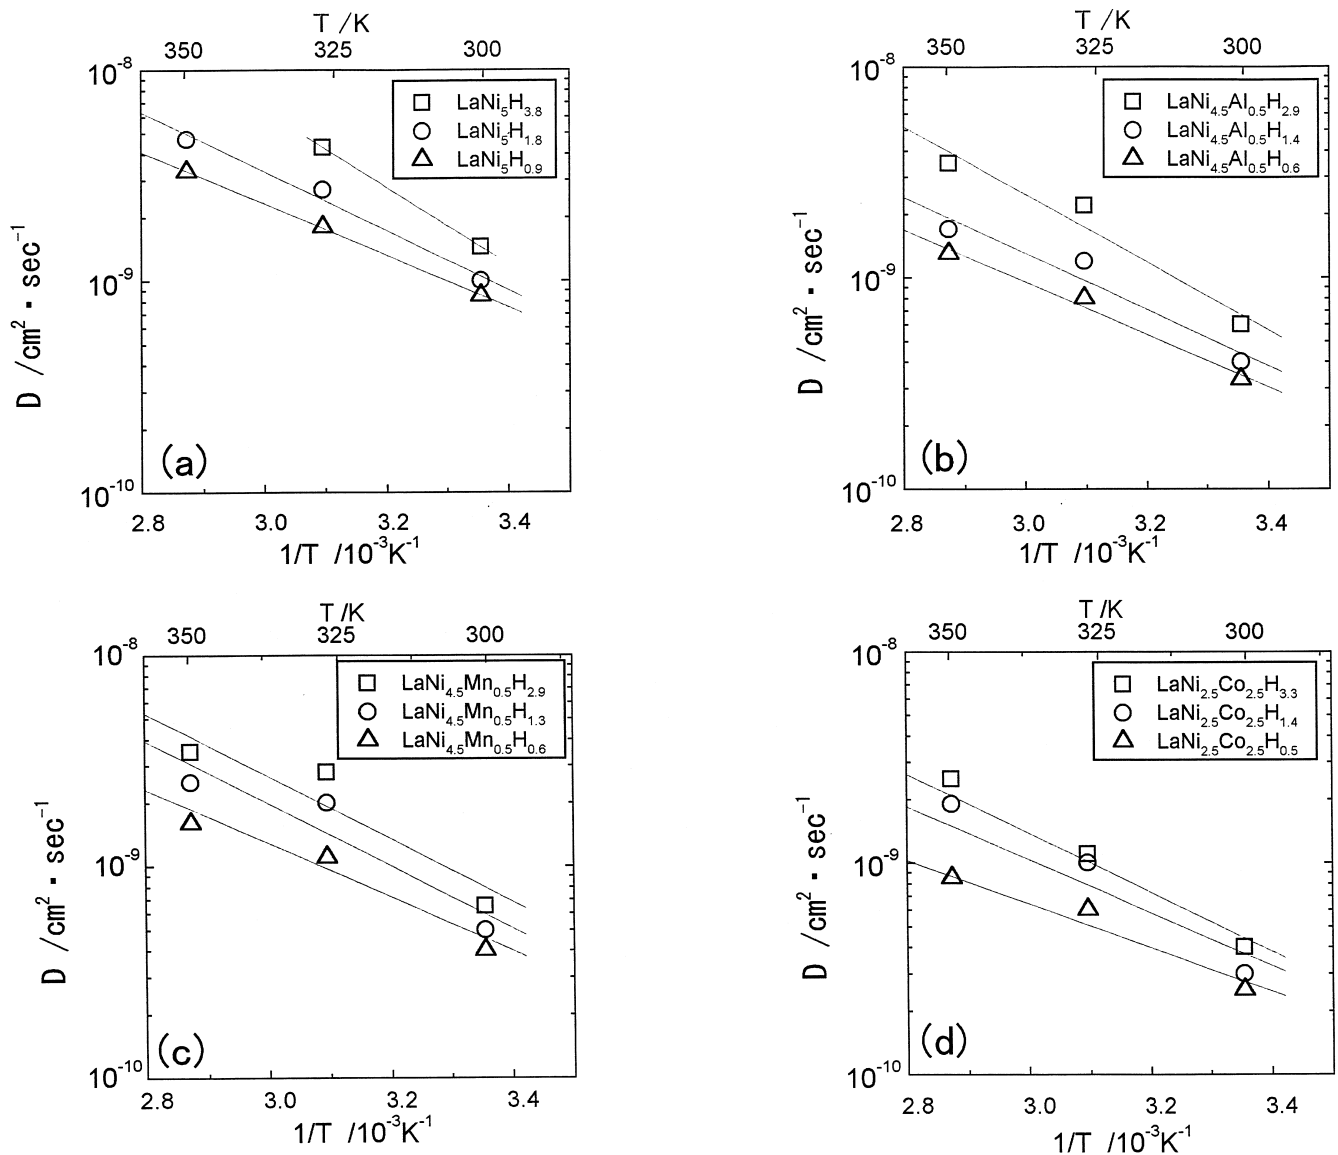 T /K
350 325 300
10⁻⁸
□ LaNi₅H₃.₈
○ LaNi₅H₁.₈
△ LaNi₅H₀.₉
D /cm²・sec⁻¹
10⁻⁹
(a)
10⁻¹⁰
2.8 3.0 3.2 3.4
1/T /10⁻³K⁻¹
T /K
350 325 300
10⁻⁸
□ LaNi₄.₅Al₀.₅H₂.₉
○ LaNi₄.₅Al₀.₅H₁.₄
△ LaNi₄.₅Al₀.₅H₀.₆
D /cm²・sec⁻¹
10⁻⁹
(b)
10⁻¹⁰
2.8 3.0 3.2 3.4
1/T /10⁻³K⁻¹
T /K
350 325 300
10⁻⁸
□ LaNi₄.₅Mn₀.₅H₂.₉
○ LaNi₄.₅Mn₀.₅H₁.₃
△ LaNi₄.₅Mn₀.₅H₀.₆
D /cm²・sec⁻¹
10⁻⁹
(c)
10⁻¹⁰
2.8 3.0 3.2 3.4
1/T /10⁻³K⁻¹
T /K
350 325 300
10⁻⁸
□ LaNi₂.₅Co₂.₅H₃.₃
○ LaNi₂.₅Co₂.₅H₁.₄
△ LaNi₂.₅Co₂.₅H₀.₅
D /cm²・sec⁻¹
10⁻⁹
(d)
10⁻¹⁰
2.8 3.0 3.2 3.4
1/T /10⁻³K⁻¹